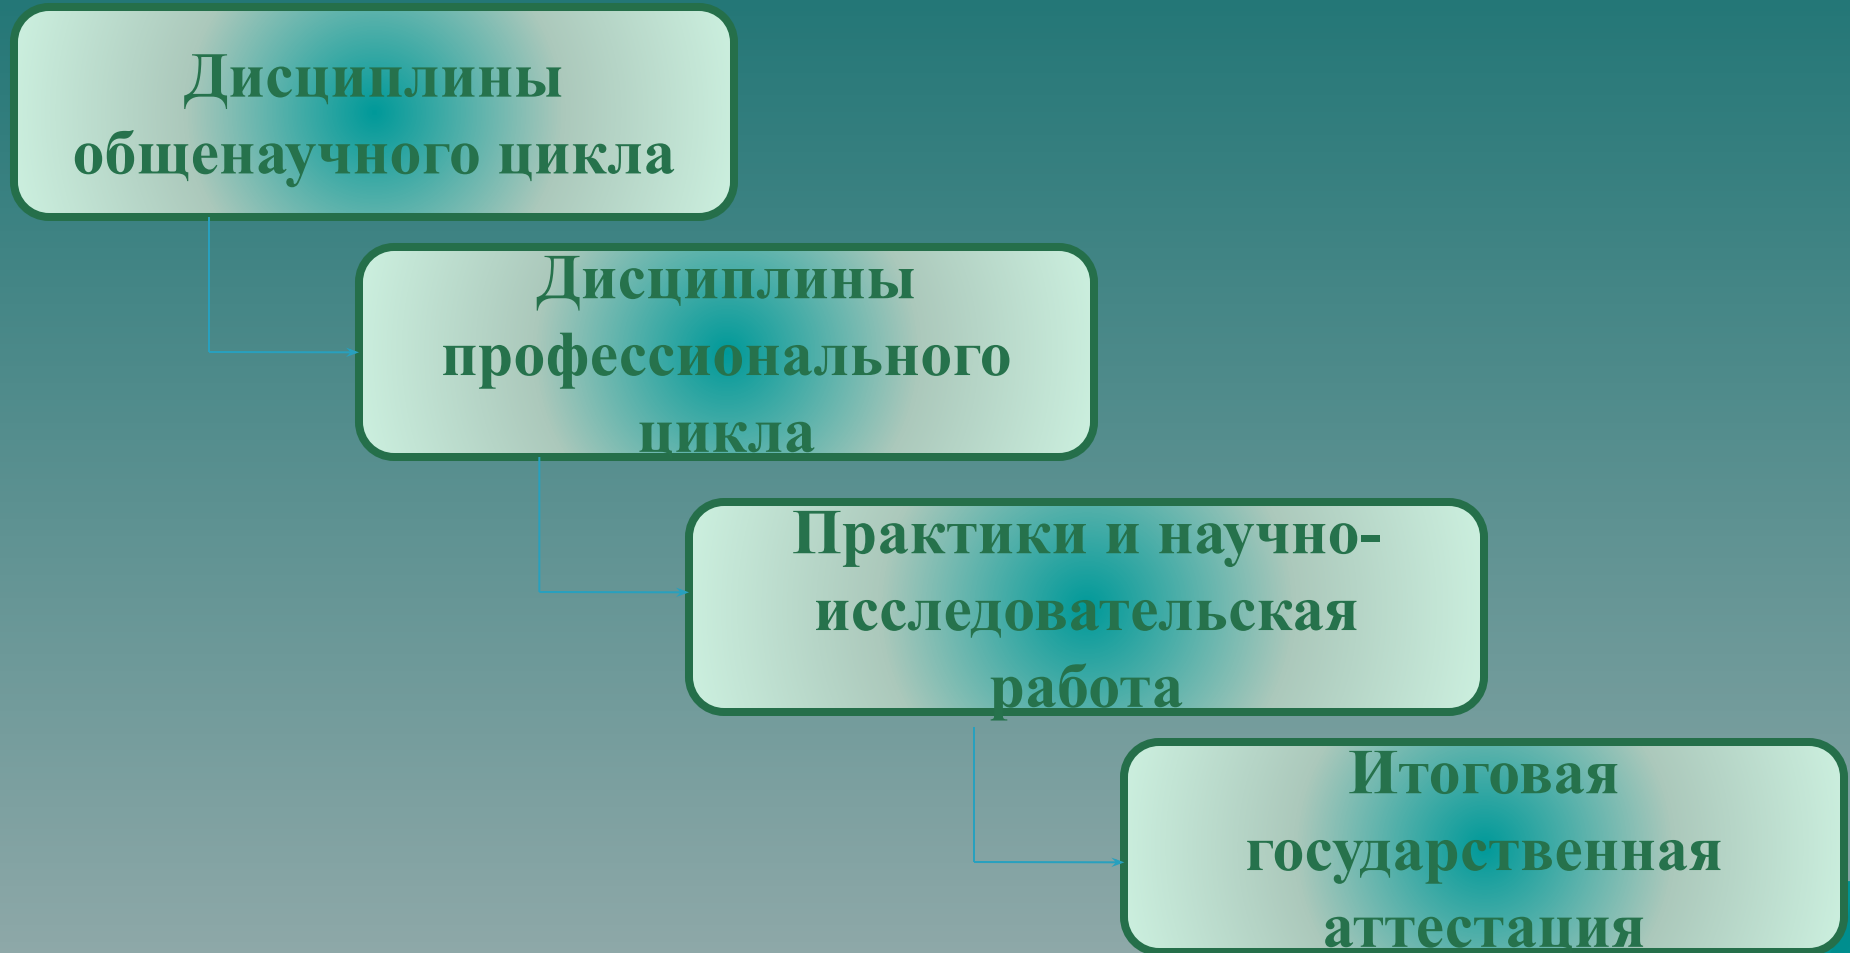 Дисциплины
общенаучного цикла
Дисциплины
профессионального
цикла
Практики и научно-
исследовательская
работа
Итоговая
государственная
аттестация